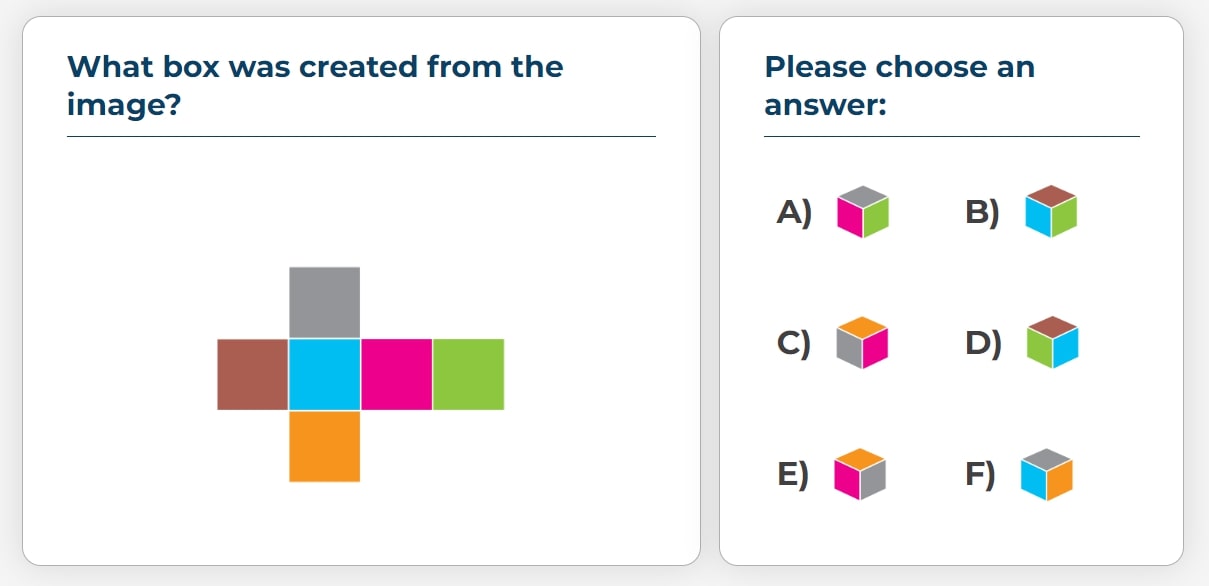 What box was created from the
image?
Please choose an
answer:
A)
B)
C)
D)
E)
F)